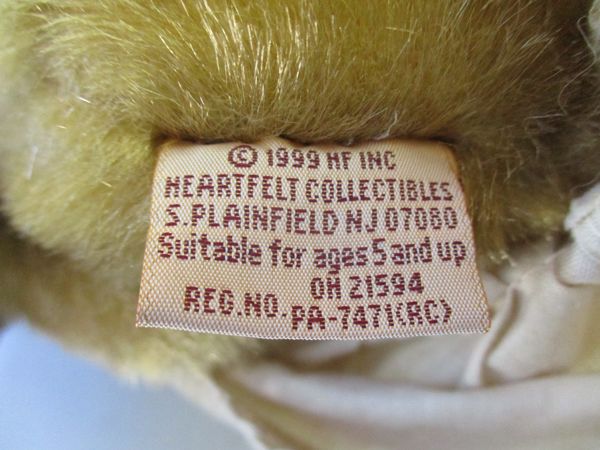 © 1999 HF INC
HEARTFELT COLLECTIBLES
S. PLAINFIELD NJ 07080
Suitable for ages 5 and up
OH 21594
REG. NO. PA-7471(RC)